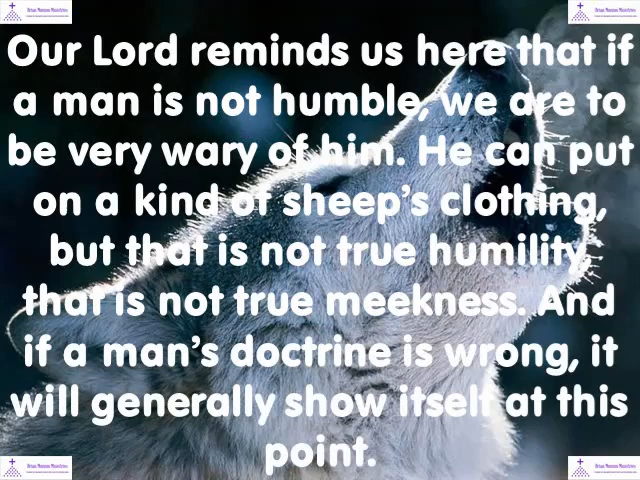 Our Lord reminds us here that if
a man is not humble, we are to
be very wary of him. He can put
on a kind of sheep's clothing,
but that is not true humility,
that is not true meekness. And
if a man's doctrine is wrong, it
will generally show itself at this
point.